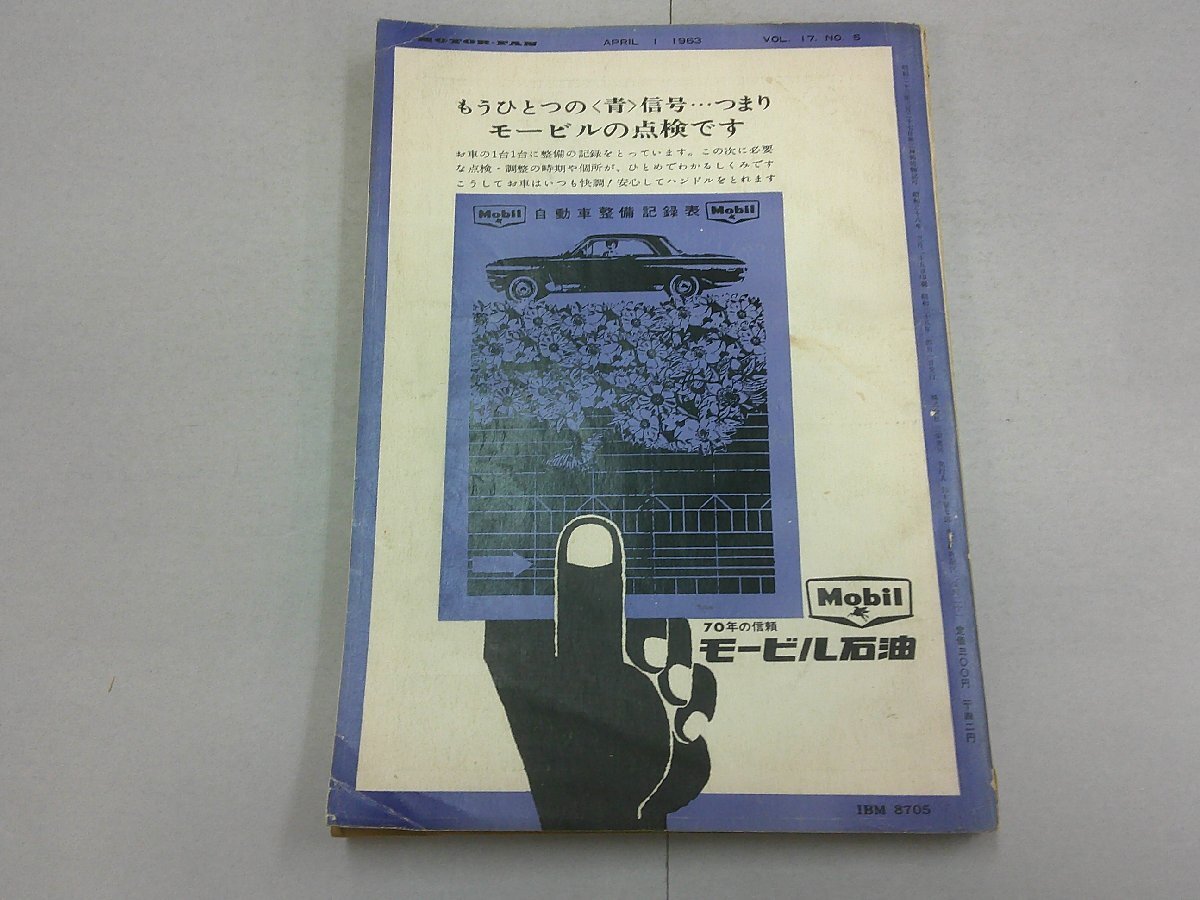 MOTOR-FAN APRIL 1 1963 VOL. 17. NO. 5
もうひとつの〈青〉信号…つまり
モービルの点検です
お車の1台1台に整備の記録をとっています。この次に必要
な点検・調整の時期や個所が、ひとめでわかるしくみです
こうしてお車はいつも快調!安心してハンドルをとれます
Mobil 自動車整備記録表 Mobil
Mobil
70年の信頼
モービル石油
定価三〇〇円
IBM 8705